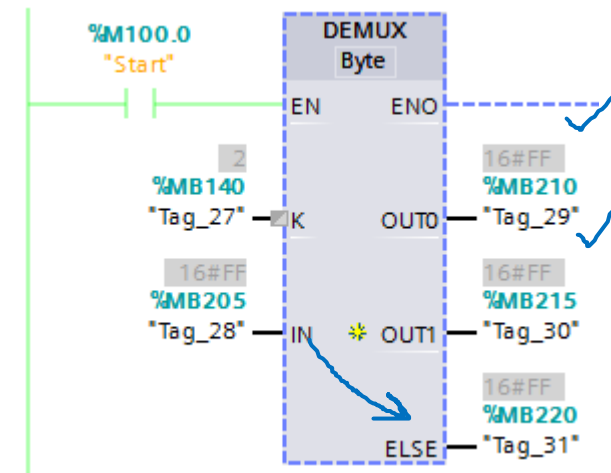 %M100.0
"Start"
DEMUX
Byte
EN
ENO
2
%MB140
"Tag_27"
K
16#FF
%MB210
OUT0
"Tag_29"
16#FF
%MB205
"Tag_28"
IN
16#FF
%MB215
OUT1
"Tag_30"
16#FF
%MB220
ELSE
"Tag_31"